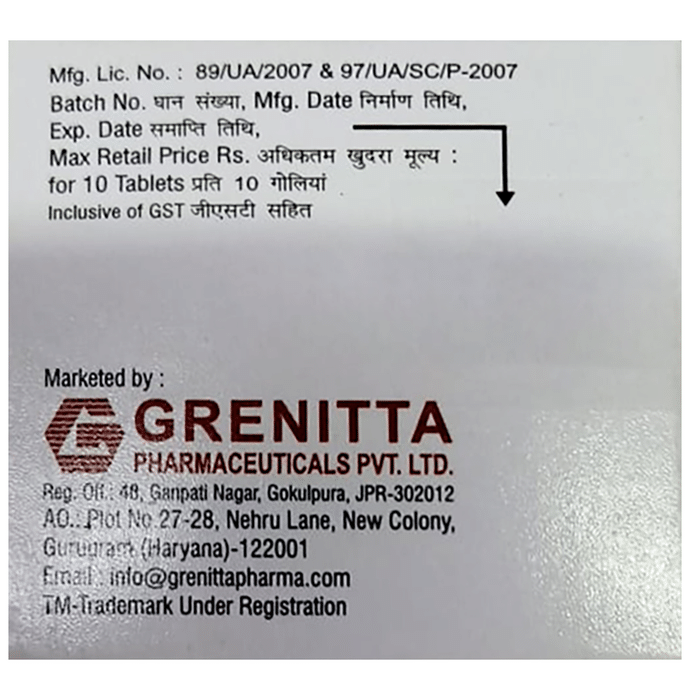 Mfg. Lic. No. : 89/UA/2007 & 97/UA/SC/P-2007
Batch No. घान संख्या, Mfg. Date निर्माण तिथि,
Exp. Date समाप्ति तिथि,
Max Retail Price Rs. अधिकतम खुदरा मूल्य :
for 10 Tablets प्रति 10 गोलियां
Inclusive of GST जीएसटी सहित
Marketed by :
GRENITTA
PHARMACEUTICALS PVT. LTD.
Reg. Off.: 48, Ganpati Nagar, Gokulpura, JPR-302012
AO.: Plot No 27-28, Nehru Lane, New Colony,
Gurugram (Haryana)-122001
Email : info@grenittapharma.com
TM-Trademark Under Registration